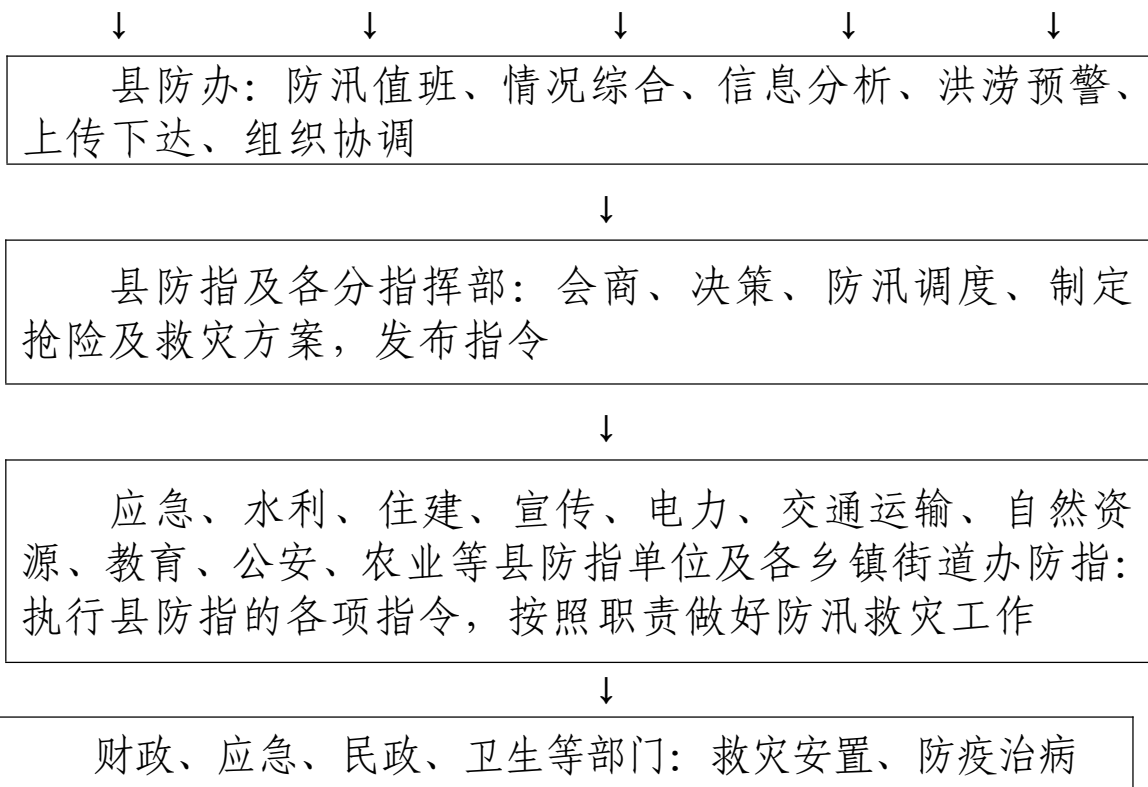 ↓ ↓ ↓ ↓ ↓
县防办：防汛值班、情况综合、信息分析、洪涝预警、
上传下达、组织协调
↓
县防指及各分指挥部：会商、决策、防汛调度、制定
抢险及救灾方案，发布指令
↓
应急、水利、住建、宣传、电力、交通运输、自然资
源、教育、公安、农业等县防指单位及各乡镇街道办防指：
执行县防指的各项指令，按照职责做好防汛救灾工作
↓
财政、应急、民政、卫生等部门：救灾安置、防疫治病